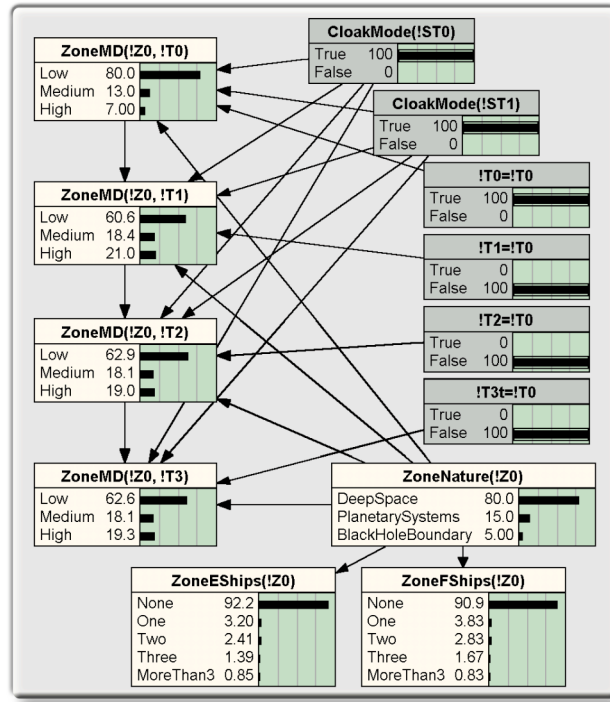 ZoneMD(!Z0, !T0)
Low 80.0
Medium 13.0
High 7.00
CloakMode(!ST0)
True 100
False 0
CloakMode(!ST1)
True 100
False 0
!T0=!T0
True 100
False 0
ZoneMD(!Z0, !T1)
Low 60.6
Medium 18.4
High 21.0
!T1=!T0
True 0
False 100
!T2=!T0
True 0
False 100
ZoneMD(!Z0, !T2)
Low 62.9
Medium 18.1
High 19.0
!T3t=!T0
True 0
False 100
ZoneMD(!Z0, !T3)
Low 62.6
Medium 18.1
High 19.3
ZoneNature(!Z0)
DeepSpace 80.0
PlanetarySystems 15.0
BlackHoleBoundary 5.00
ZoneEShips(!Z0)
None 92.2
One 3.20
Two 2.41
Three 1.39
MoreThan3 0.85
ZoneFShips(!Z0)
None 90.9
One 3.83
Two 2.83
Three 1.67
MoreThan3 0.83